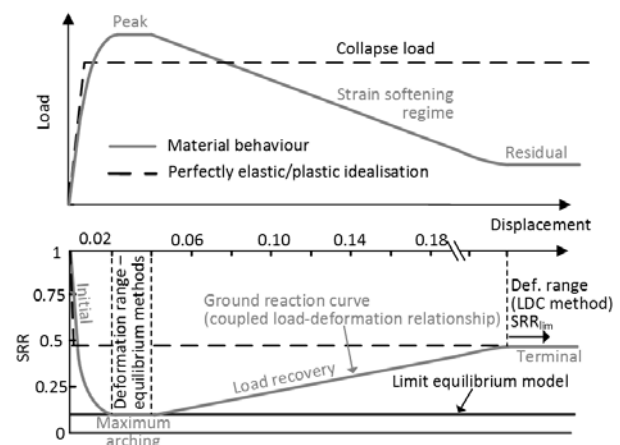 Peak
Collapse load
Strain softening
regime
Load
Material behaviour
Perfectly elastic/plastic idealisation
Residual
Displacement
0.02
0.06
0.10
0.14
0.18
1
0.75
0.5
0.25
0
SRR
Initial
Deformation range –
equilibrium methods
Ground reaction curve
(coupled load-deformation relationship)
Def. range
(LDC method)
SRRlim
Terminal
Load recovery
Limit equilibrium model
Maximum
arching